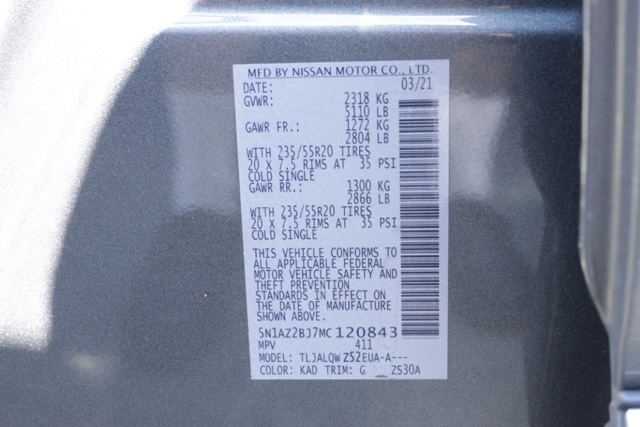 MFD BY NISSAN MOTOR CO., LTD.
DATE: 03/21
GVWR: 2318 KG
5110 LB
GAWR FR.: 1272 KG
2804 LB
WITH 235/55R20 TIRES
20 X 7.5 RIMS AT 35 PSI
COLD SINGLE
GAWR RR.: 1300 KG
2866 LB
WITH 235/55R20 TIRES
20 X 7.5 RIMS AT 35 PSI
COLD SINGLE
THIS VEHICLE CONFORMS TO
ALL APPLICABLE FEDERAL
MOTOR VEHICLE SAFETY AND
THEFT PREVENTION
STANDARDS IN EFFECT ON
THE DATE OF MANUFACTURE
SHOWN ABOVE.
5N1AZ2BJ7MC120843
MPV 411
MODEL: TLJALQWZS2EUA-A---
COLOR: KAD TRIM: G ZS30A